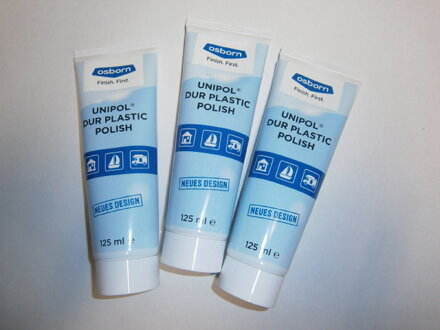 osborn
Finish. First.
UNIPOL®
DUR PLASTIC
POLISH
NEUES DESIGN
125 ml ℮
osborn
Finish. First.
UNIPOL®
DUR PLASTIC
POLISH
NEUES DESIGN
125 ml ℮
osborn
Finish. First.
UNIPOL®
DUR PLASTIC
POLISH
NEUES DESIGN
125 ml ℮